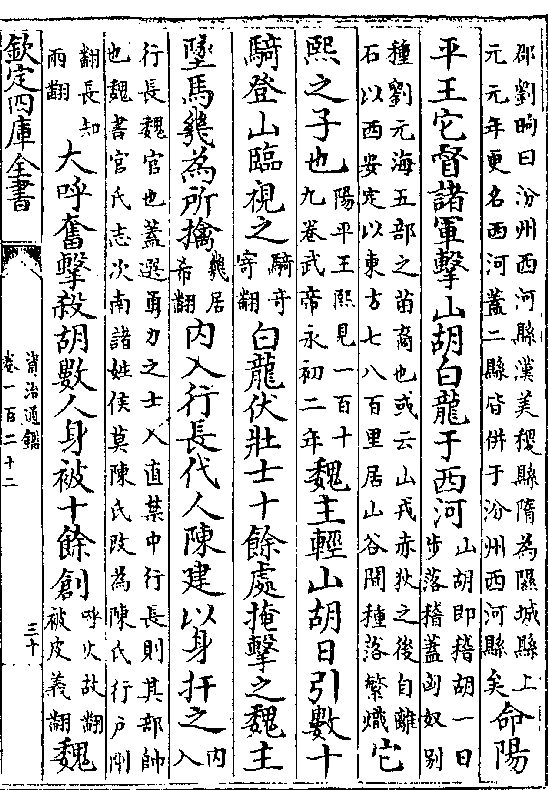 郡劉昫曰汾州西河縣漢美稷縣隋為隰城縣上
元元年更名西河蓋二縣皆併于汾州西河縣矣
命陽
平王它督諸軍擊山胡白龍于西河
山胡即稽胡一曰
步落稽蓋匈奴别
種劉元海五部之苗裔也或云山戎赤狄之後自離
石以西安定以東方七八百里居山谷間種落繁熾
它
熙之子也
陽平王熙見一百十
九卷武帝永初二年
魏主輕山胡日引數十
騎登山臨視之
騎奇
寄翻
白龍伏壯士十餘處掩擊之魏主
墜馬幾為所擒
幾居
希翻
內入行長代人陳建以身扞之
內
入
行長魏官也蓋選勇力之士入直禁中行長則其部帥
也魏書官氏志次南諸姓侯莫陳氏改為陳氏行戶剛
翻長知
兩翻
大呼奮擊殺胡數人身被十餘創
呼火故翻
被皮義翻
魏
欽定四庫全書
資治通鑑
卷一百二十二
三十